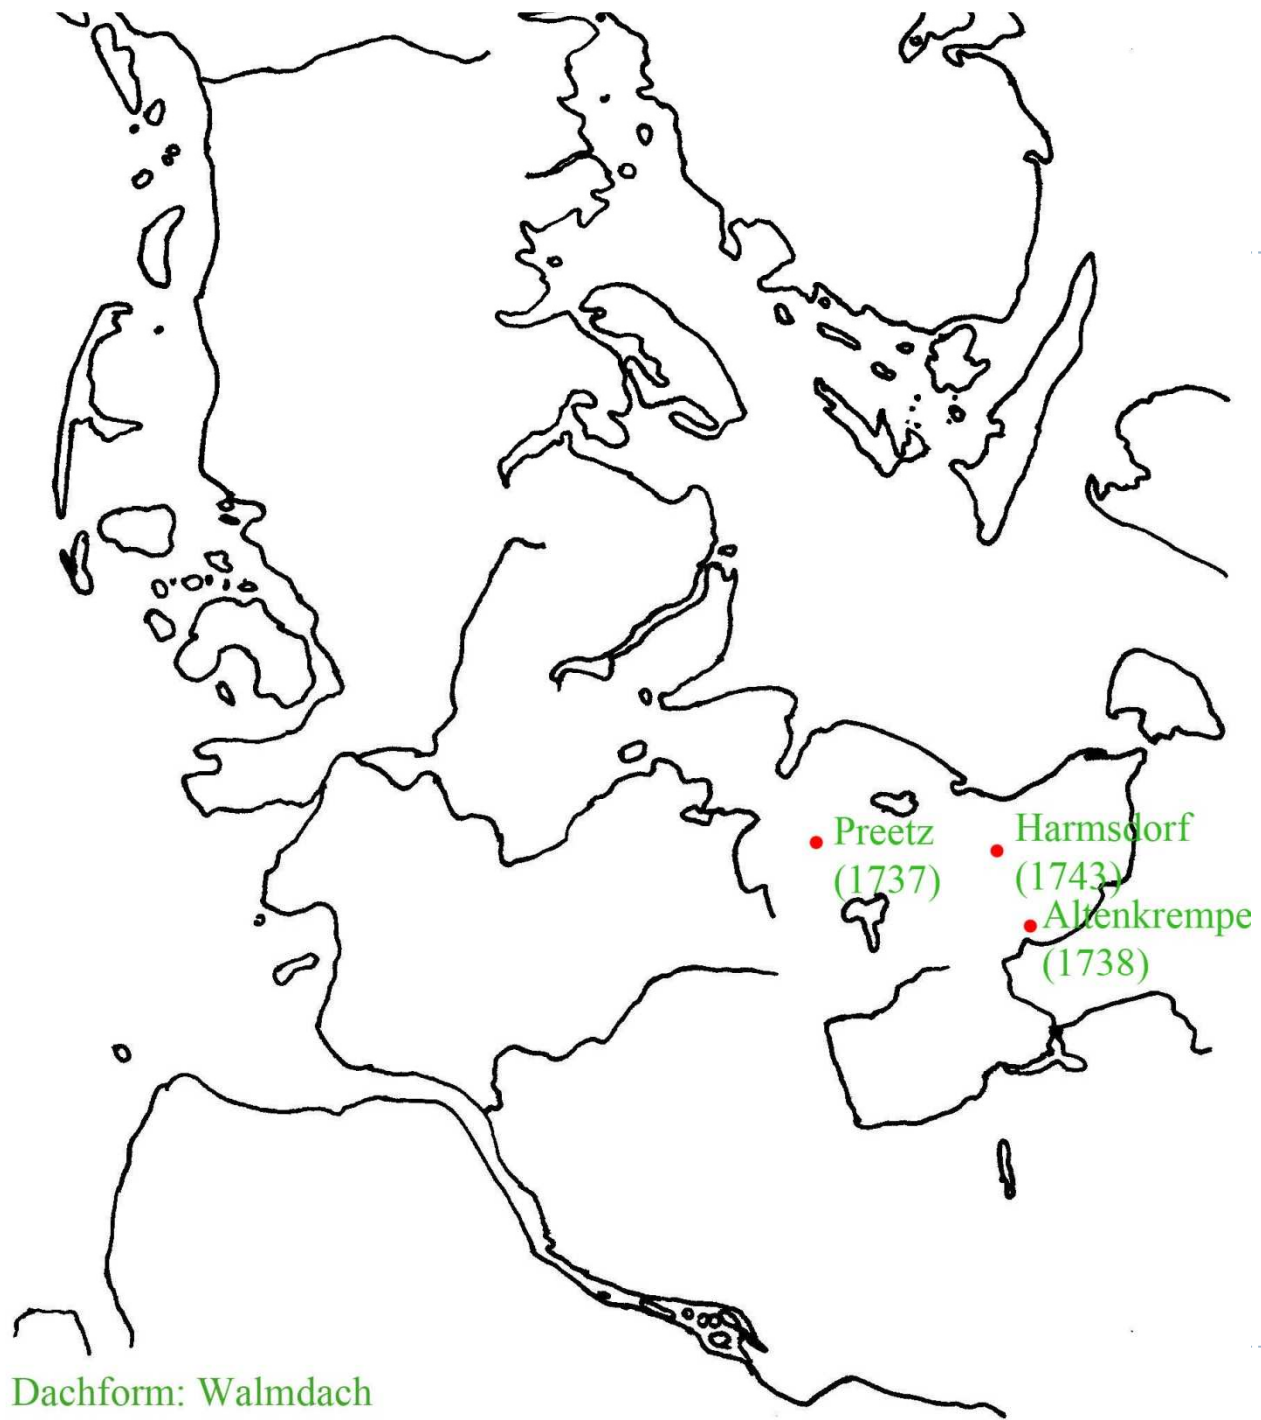 Preetz
(1737)
Harmsdorf
(1743)
Altenkrempe
(1738)
Dachform: Walmdach